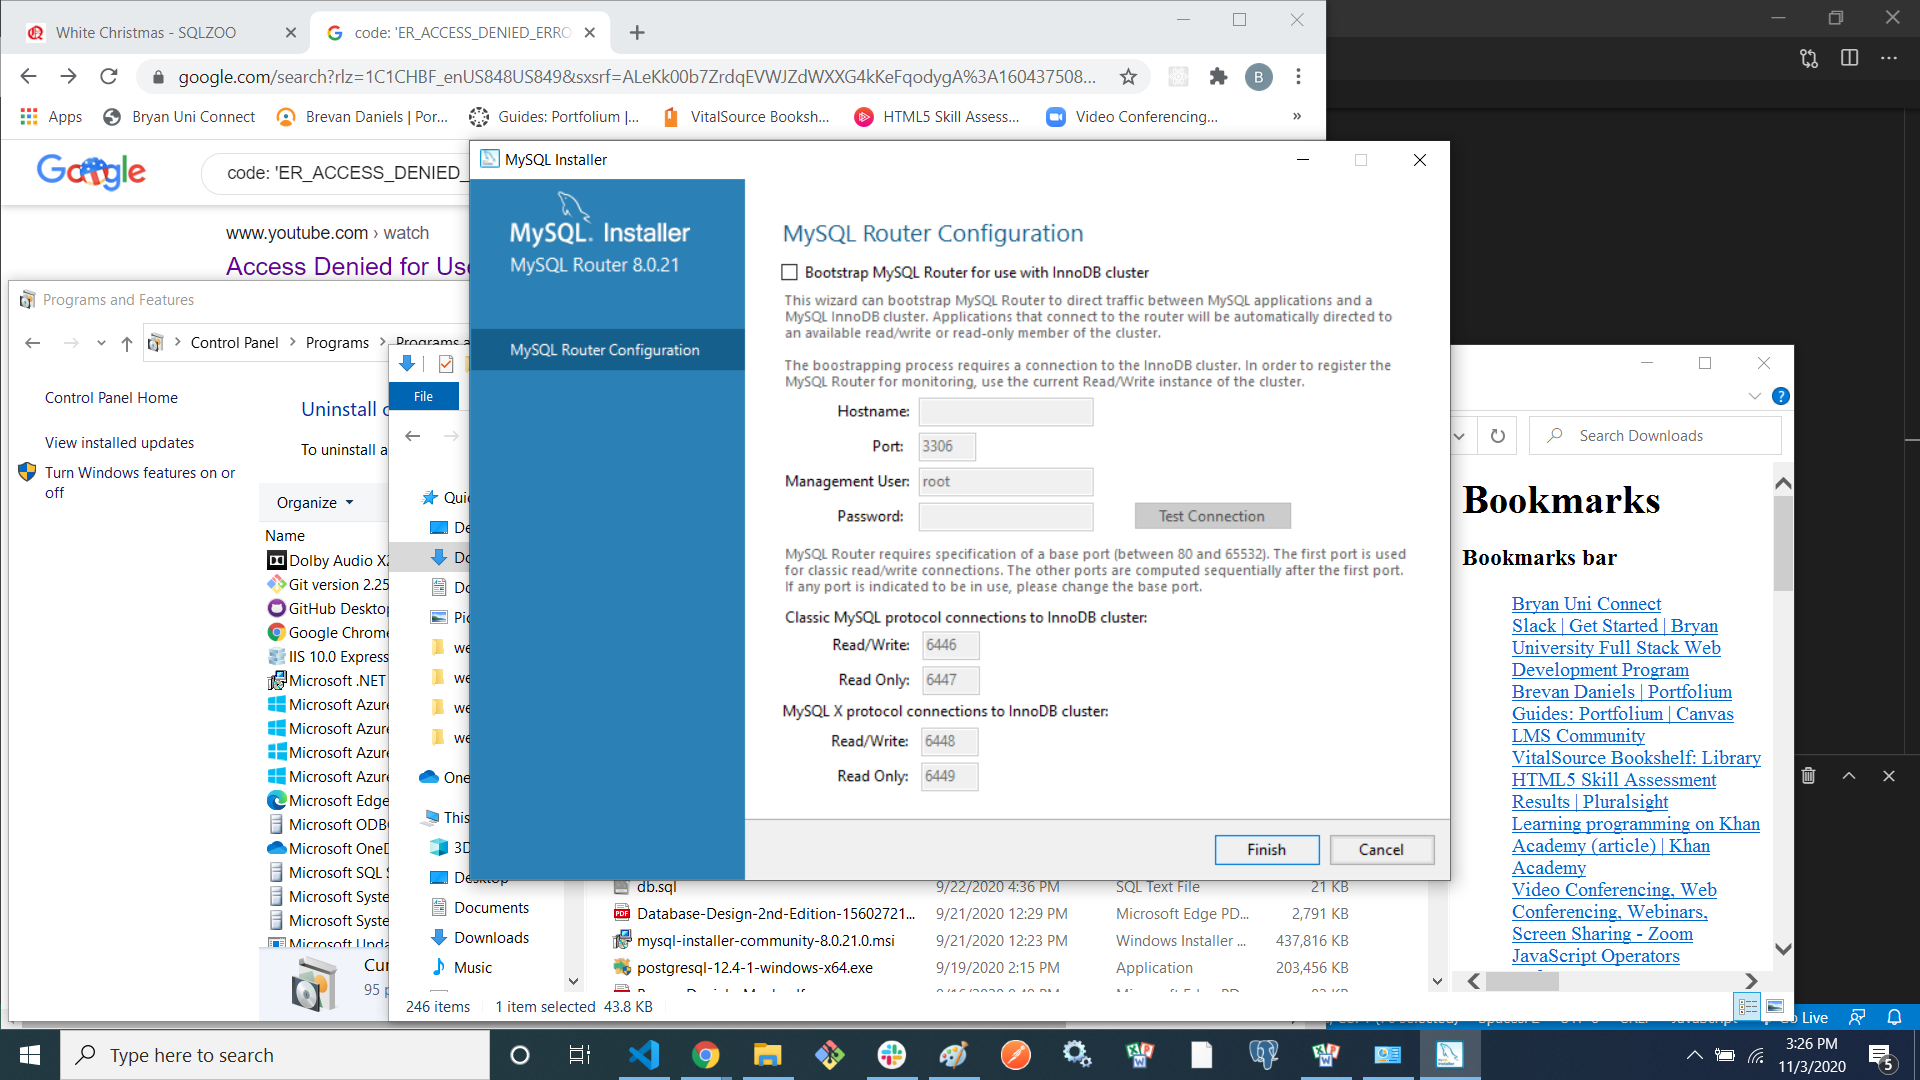 White Christmas - SQLZOO
code: 'ER_ACCESS_DENIED_ERRO
google.com/search?rlz=1C1CHBF_enUS848US849&sxsrf=ALeKk00b7ZrdqEVWJZdWXXG4kKeFqodygA%3A160437508...
B
Apps
Bryan Uni Connect
Brevan Daniels | Por...
Guides: Portfolium |...
VitalSource Booksh...
HTML5 Skill Assess...
Video Conferencing...
»
Google
code: 'ER_ACCESS_DENIED_
www.youtube.com › watch
Access Denied for Use
Programs and Features
Control Panel
Programs
Programs a
Control Panel Home
View installed updates
Turn Windows features on or
off
Uninstall o
To uninstall a
Organize
Name
Dolby Audio X2
Git version 2.25
GitHub Desktop
Google Chrome
IIS 10.0 Express
Microsoft .NET
Microsoft Azure
Microsoft Azure
Microsoft Azure
Microsoft Azure
Microsoft Edge
Microsoft ODBC
Microsoft OneD
Microsoft SQL S
Microsoft Syste
Microsoft Syste
Microsoft Upda
Cur
95 p
File
Quic
De
Do
Do
Pic
we
we
we
we
One
This
3D
Desktop
Documents
Downloads
Music
246 items
1 item selected 43.8 KB
MySQL Installer
MySQL. Installer
MySQL Router 8.0.21
MySQL Router Configuration
MySQL Router Configuration
Bootstrap MySQL Router for use with InnoDB cluster
This wizard can bootstrap MySQL Router to direct traffic between MySQL applications and a
MySQL InnoDB cluster. Applications that connect to the router will be automatically directed to
an available read/write or read-only member of the cluster.
The boostrapping process requires a connection to the InnoDB cluster. In order to register the
MySQL Router for monitoring, use the current Read/Write instance of the cluster.
Hostname:
Port: 3306
Management User: root
Password:
Test Connection
MySQL Router requires specification of a base port (between 80 and 65532). The first port is used
for classic read/write connections. The other ports are computed sequentially after the first port.
If any port is indicated to be in use, please change the base port.
Classic MySQL protocol connections to InnoDB cluster:
Read/Write: 6446
Read Only: 6447
MySQL X protocol connections to InnoDB cluster:
Read/Write: 6448
Read Only: 6449
Finish
Cancel
db.sql 9/22/2020 4:36 PM SQL Text File 21 KB
Database-Design-2nd-Edition-15602721... 9/21/2020 12:29 PM Microsoft Edge PD... 2,791 KB
mysql-installer-community-8.0.21.0.msi 9/21/2020 12:23 PM Windows Installer ... 437,816 KB
postgresql-12.4-1-windows-x64.exe 9/19/2020 2:15 PM Application 203,456 KB
Search Downloads
Bookmarks
Bookmarks bar
Bryan Uni Connect
Slack | Get Started | Bryan
University Full Stack Web
Development Program
Brevan Daniels | Portfolium
Guides: Portfolium | Canvas
LMS Community
VitalSource Bookshelf: Library
HTML5 Skill Assessment
Results | Pluralsight
Learning programming on Khan
Academy (article) | Khan
Academy
Video Conferencing, Web
Conferencing, Webinars,
Screen Sharing - Zoom
JavaScript Operators
Go Live
Type here to search
3:26 PM
11/3/2020
5